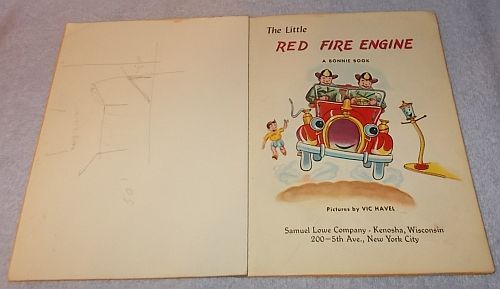 The Little
RED FIRE ENGINE
A BONNIE BOOK
Pictures by VIC HAVEL
Samuel Lowe Company - Kenosha, Wisconsin
200—5th Ave., New York City